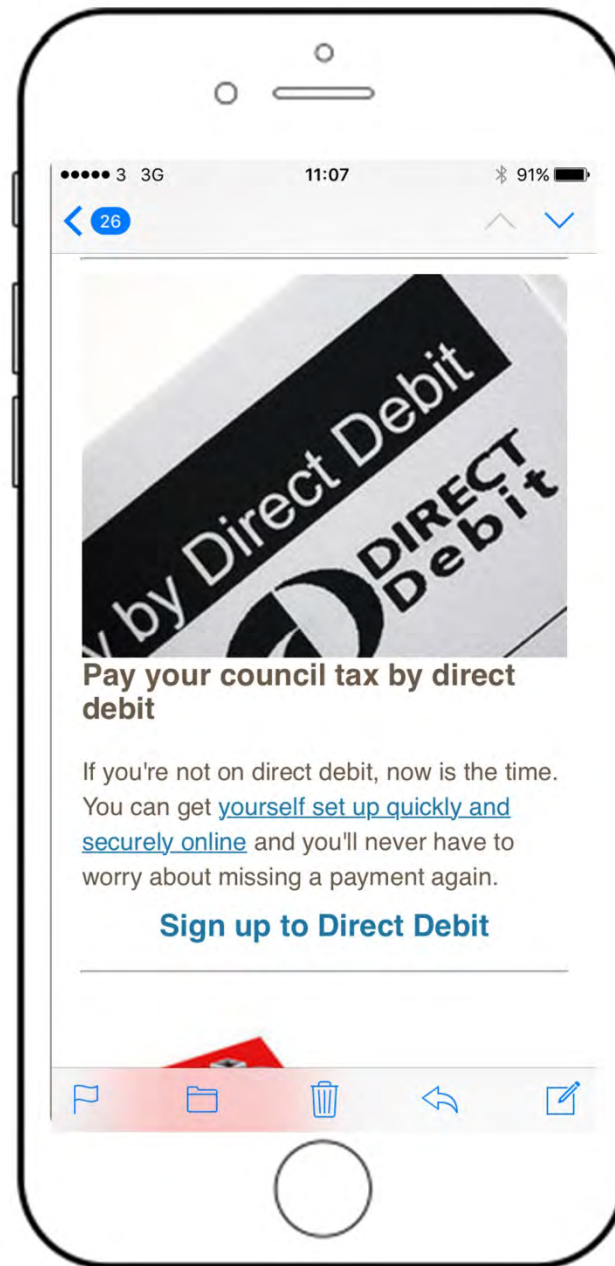 3 3G 11:07 91%
26
y by Direct Debit
DIRECT
Debit
Pay your council tax by direct
debit
If you're not on direct debit, now is the time.
You can get yourself set up quickly and
securely online and you'll never have to
worry about missing a payment again.
Sign up to Direct Debit